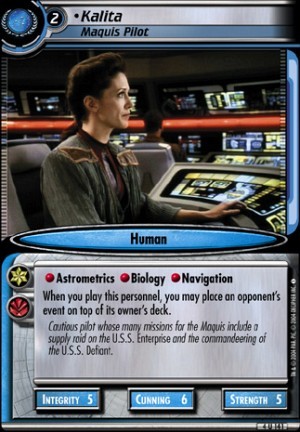 2
•Kalita
Maquis Pilot
Human
Astrometrics Biology Navigation
When you play this personnel, you may place an opponent's
event on top of its owner's deck.
Cautious pilot whose many missions for the Maquis include a
supply raid on the U.S.S. Enterprise and the commandeering of
the U.S.S. Defiant.
INTEGRITY 5
CUNNING 6
STRENGTH 5